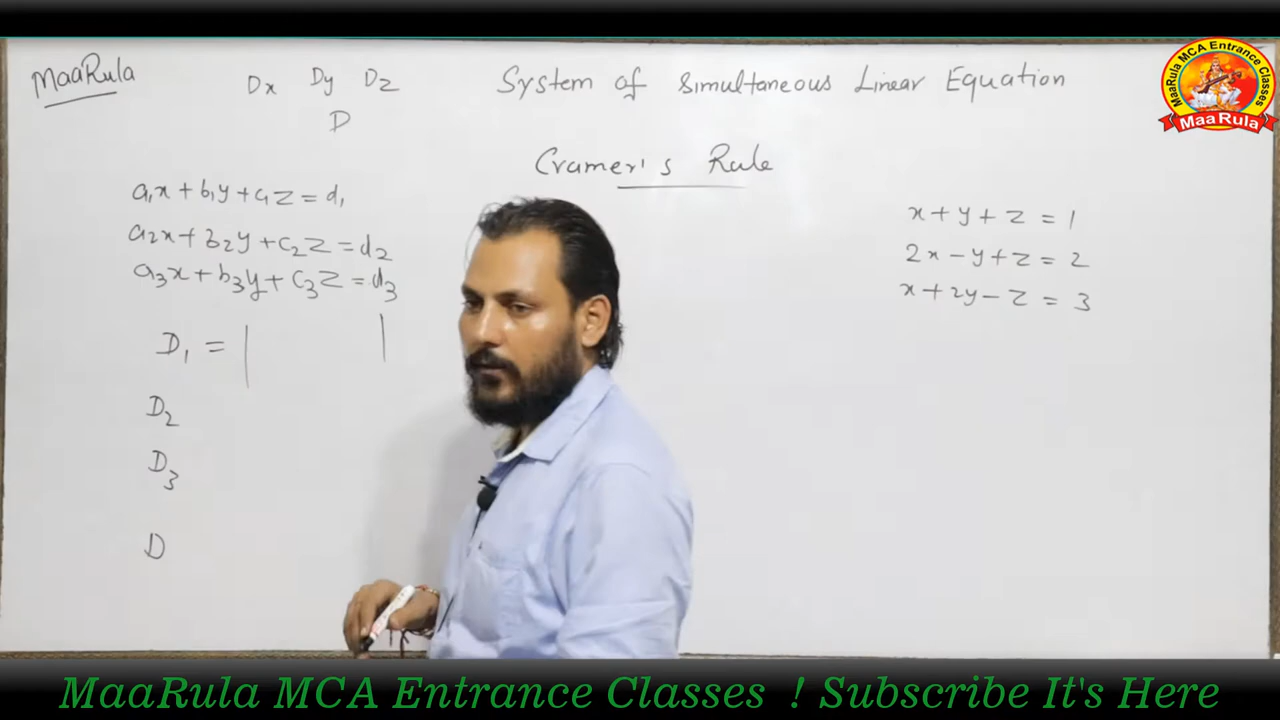 MaaRula
Dx Dy Dz
D
System of Simultaneous Linear Equation
MaaRula MCA Entrance Classes
MaaRula
Cramer's Rule
a₁x + b₁y + c₁z = d₁
a₂x + b₂y + c₂z = d₂
a₃x + b₃y + c₃z = d₃
x + y + z = 1
2x - y + z = 2
x + 2y - z = 3
D₁ = | |
D₂
D₃
D
MaaRula MCA Entrance Classes ! Subscribe It's Here